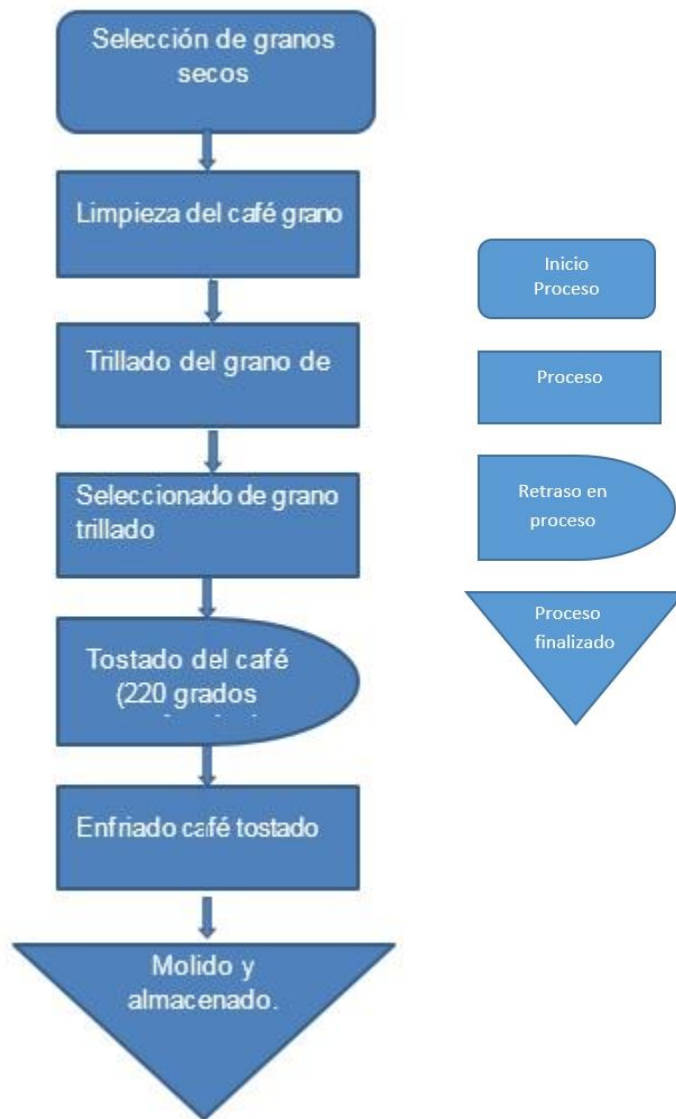 Selección de granos
secos
Limpieza del café grano
Trillado del grano de
Seleccionado de grano
trillado
Tostado del café
(220 grados
Enfriado café tostado
Molido y
almacenado.
Inicio
Proceso
Proceso
Retraso en
proceso
Proceso
finalizado